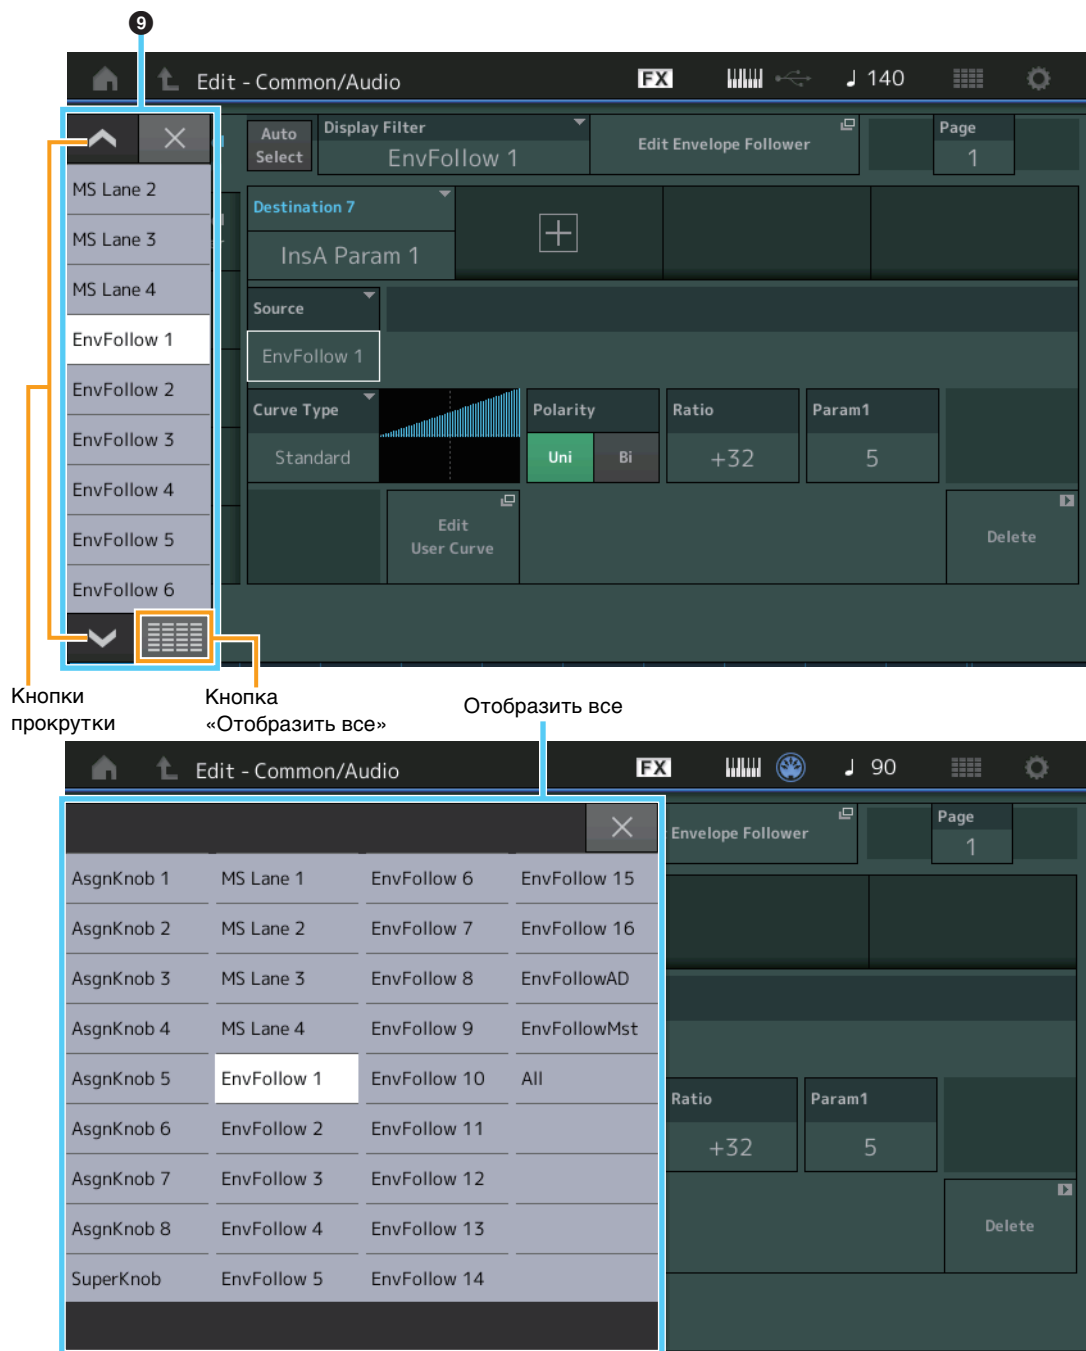 9
Edit - Common/Audio
FX
140
Auto
Select
Display Filter
EnvFollow 1
Edit Envelope Follower
Page
1
MS Lane 2
MS Lane 3
MS Lane 4
EnvFollow 1
EnvFollow 2
EnvFollow 3
EnvFollow 4
EnvFollow 5
EnvFollow 6
Destination 7
InsA Param 1
Source
EnvFollow 1
Curve Type
Standard
Polarity
Uni
Bi
Ratio
+32
Param1
5
Edit
User Curve
Delete
Кнопки
прокрутки
Кнопка
«Отобразить все»
Отобразить все
Edit - Common/Audio
FX
90
Envelope Follower
Page
1
AsgnKnob 1
MS Lane 1
EnvFollow 6
EnvFollow 15
AsgnKnob 2
MS Lane 2
EnvFollow 7
EnvFollow 16
AsgnKnob 3
MS Lane 3
EnvFollow 8
EnvFollowAD
AsgnKnob 4
MS Lane 4
EnvFollow 9
EnvFollowMst
AsgnKnob 5
EnvFollow 1
EnvFollow 10
All
AsgnKnob 6
EnvFollow 2
EnvFollow 11
AsgnKnob 7
EnvFollow 3
EnvFollow 12
AsgnKnob 8
EnvFollow 4
EnvFollow 13
SuperKnob
EnvFollow 5
EnvFollow 14
Ratio
+32
Param1
5
Delete